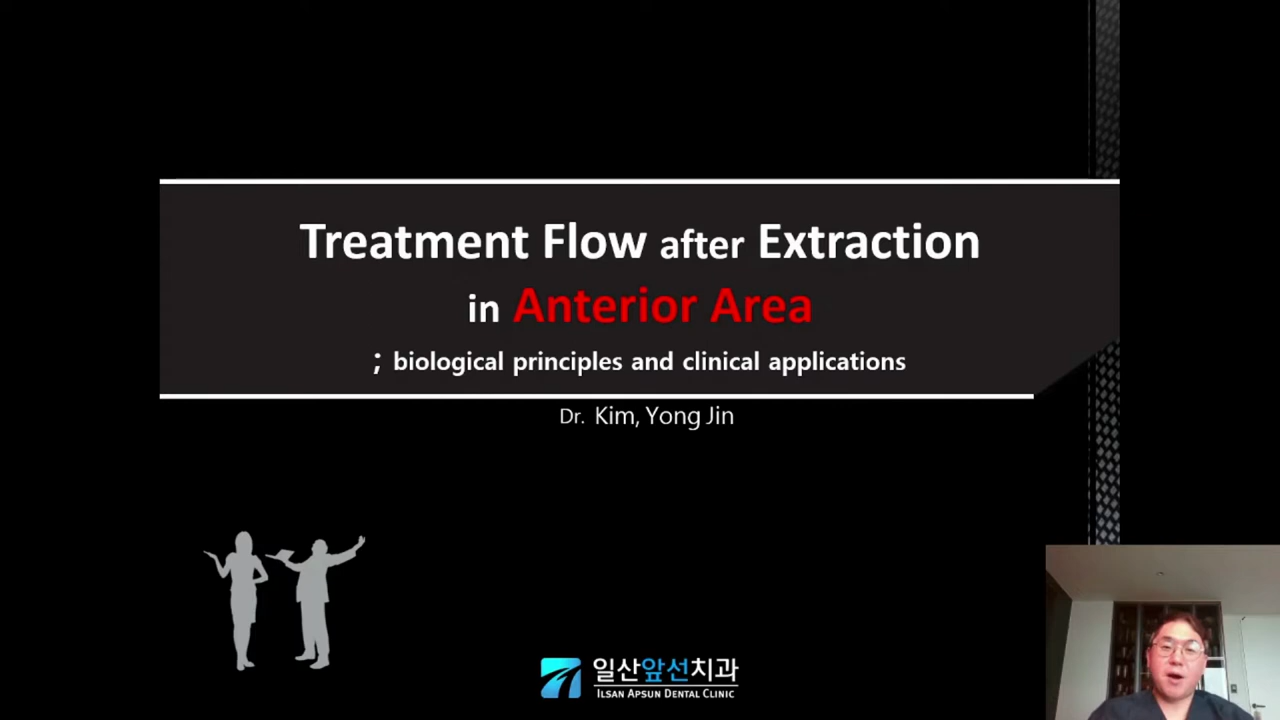 Treatment Flow after Extraction
in Anterior Area
; biological principles and clinical applications
Dr. Kim, Yong Jin
일산앞선치과
ILSAN APSUN DENTAL CLINIC